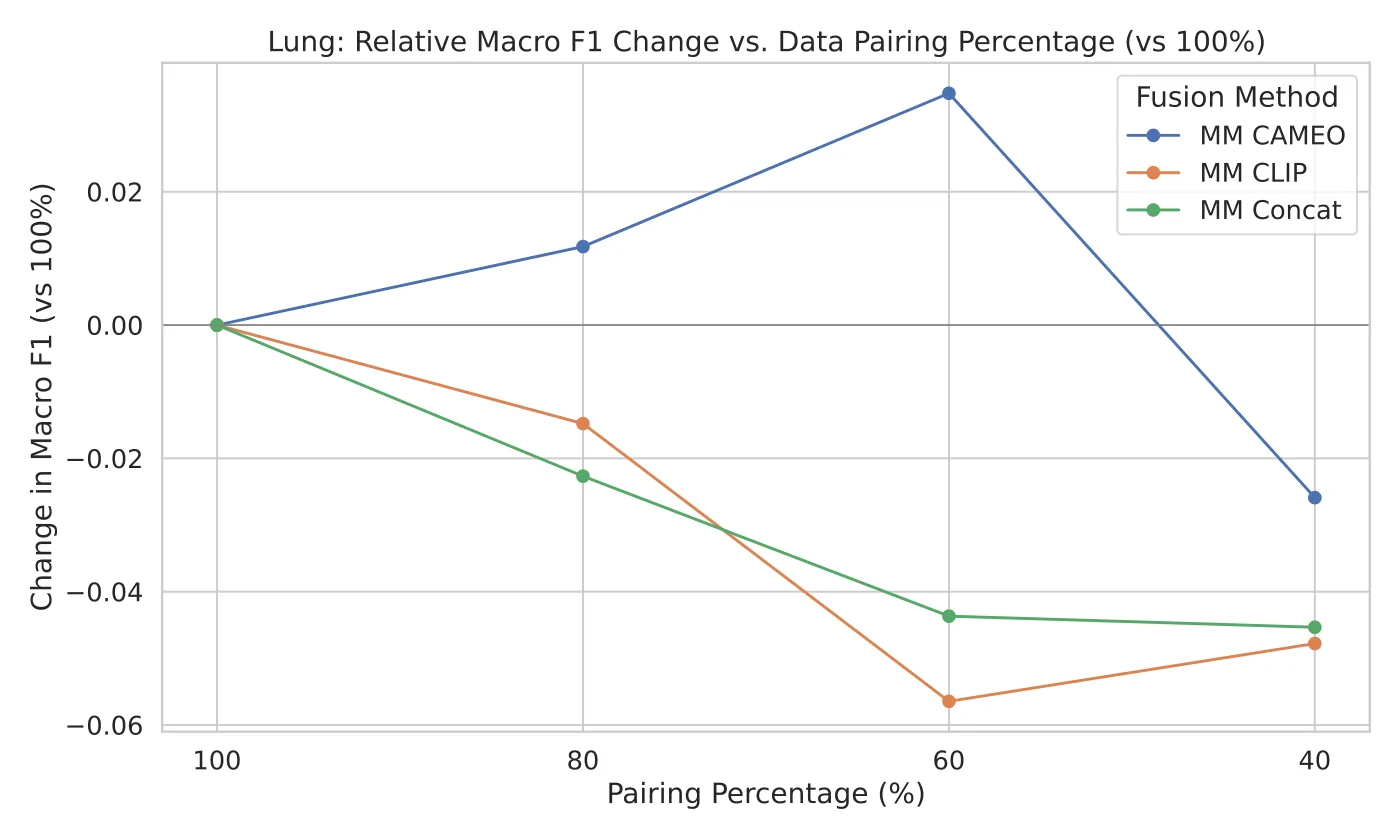 Lung: Relative Macro F1 Change vs. Data Pairing Percentage (vs 100%)
Fusion Method
MM CAMEO
MM CLIP
MM Concat
Change in Macro F1 (vs 100%)
0.02
0.00
−0.02
−0.04
−0.06
100 80 60 40
Pairing Percentage (%)